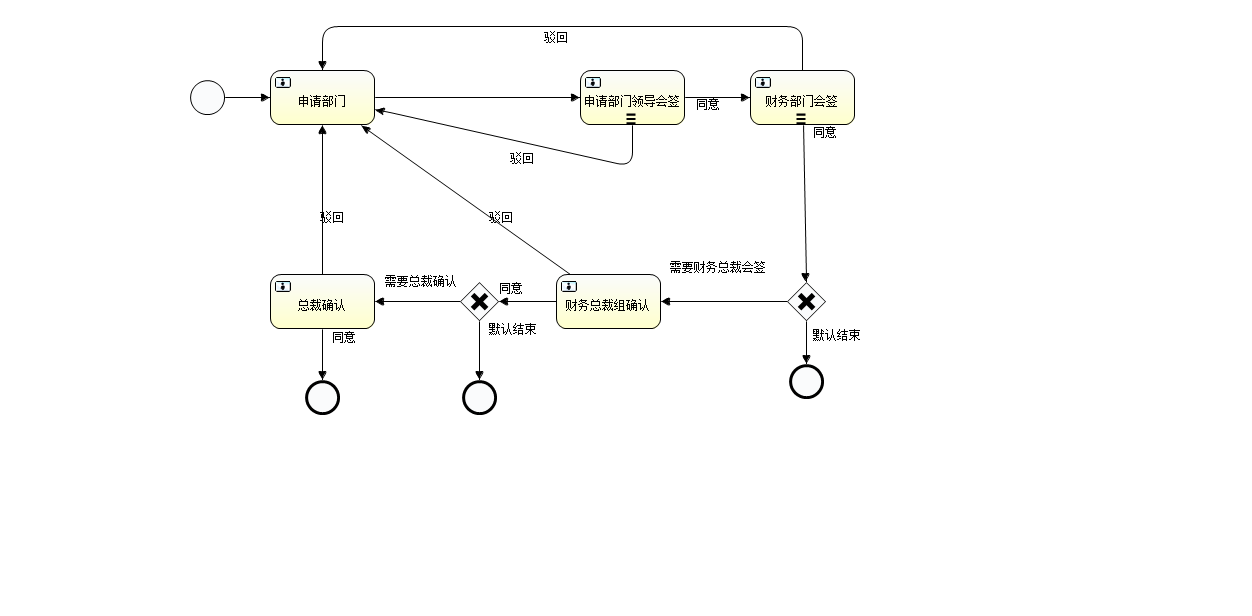 驳回
申请部门
申请部门领导会签
同意
财务部门会签
同意
驳回
驳回
驳回
需要财务总裁会签
需要总裁确认
同意
总裁确认
财务总裁组确认
默认结束
同意
默认结束